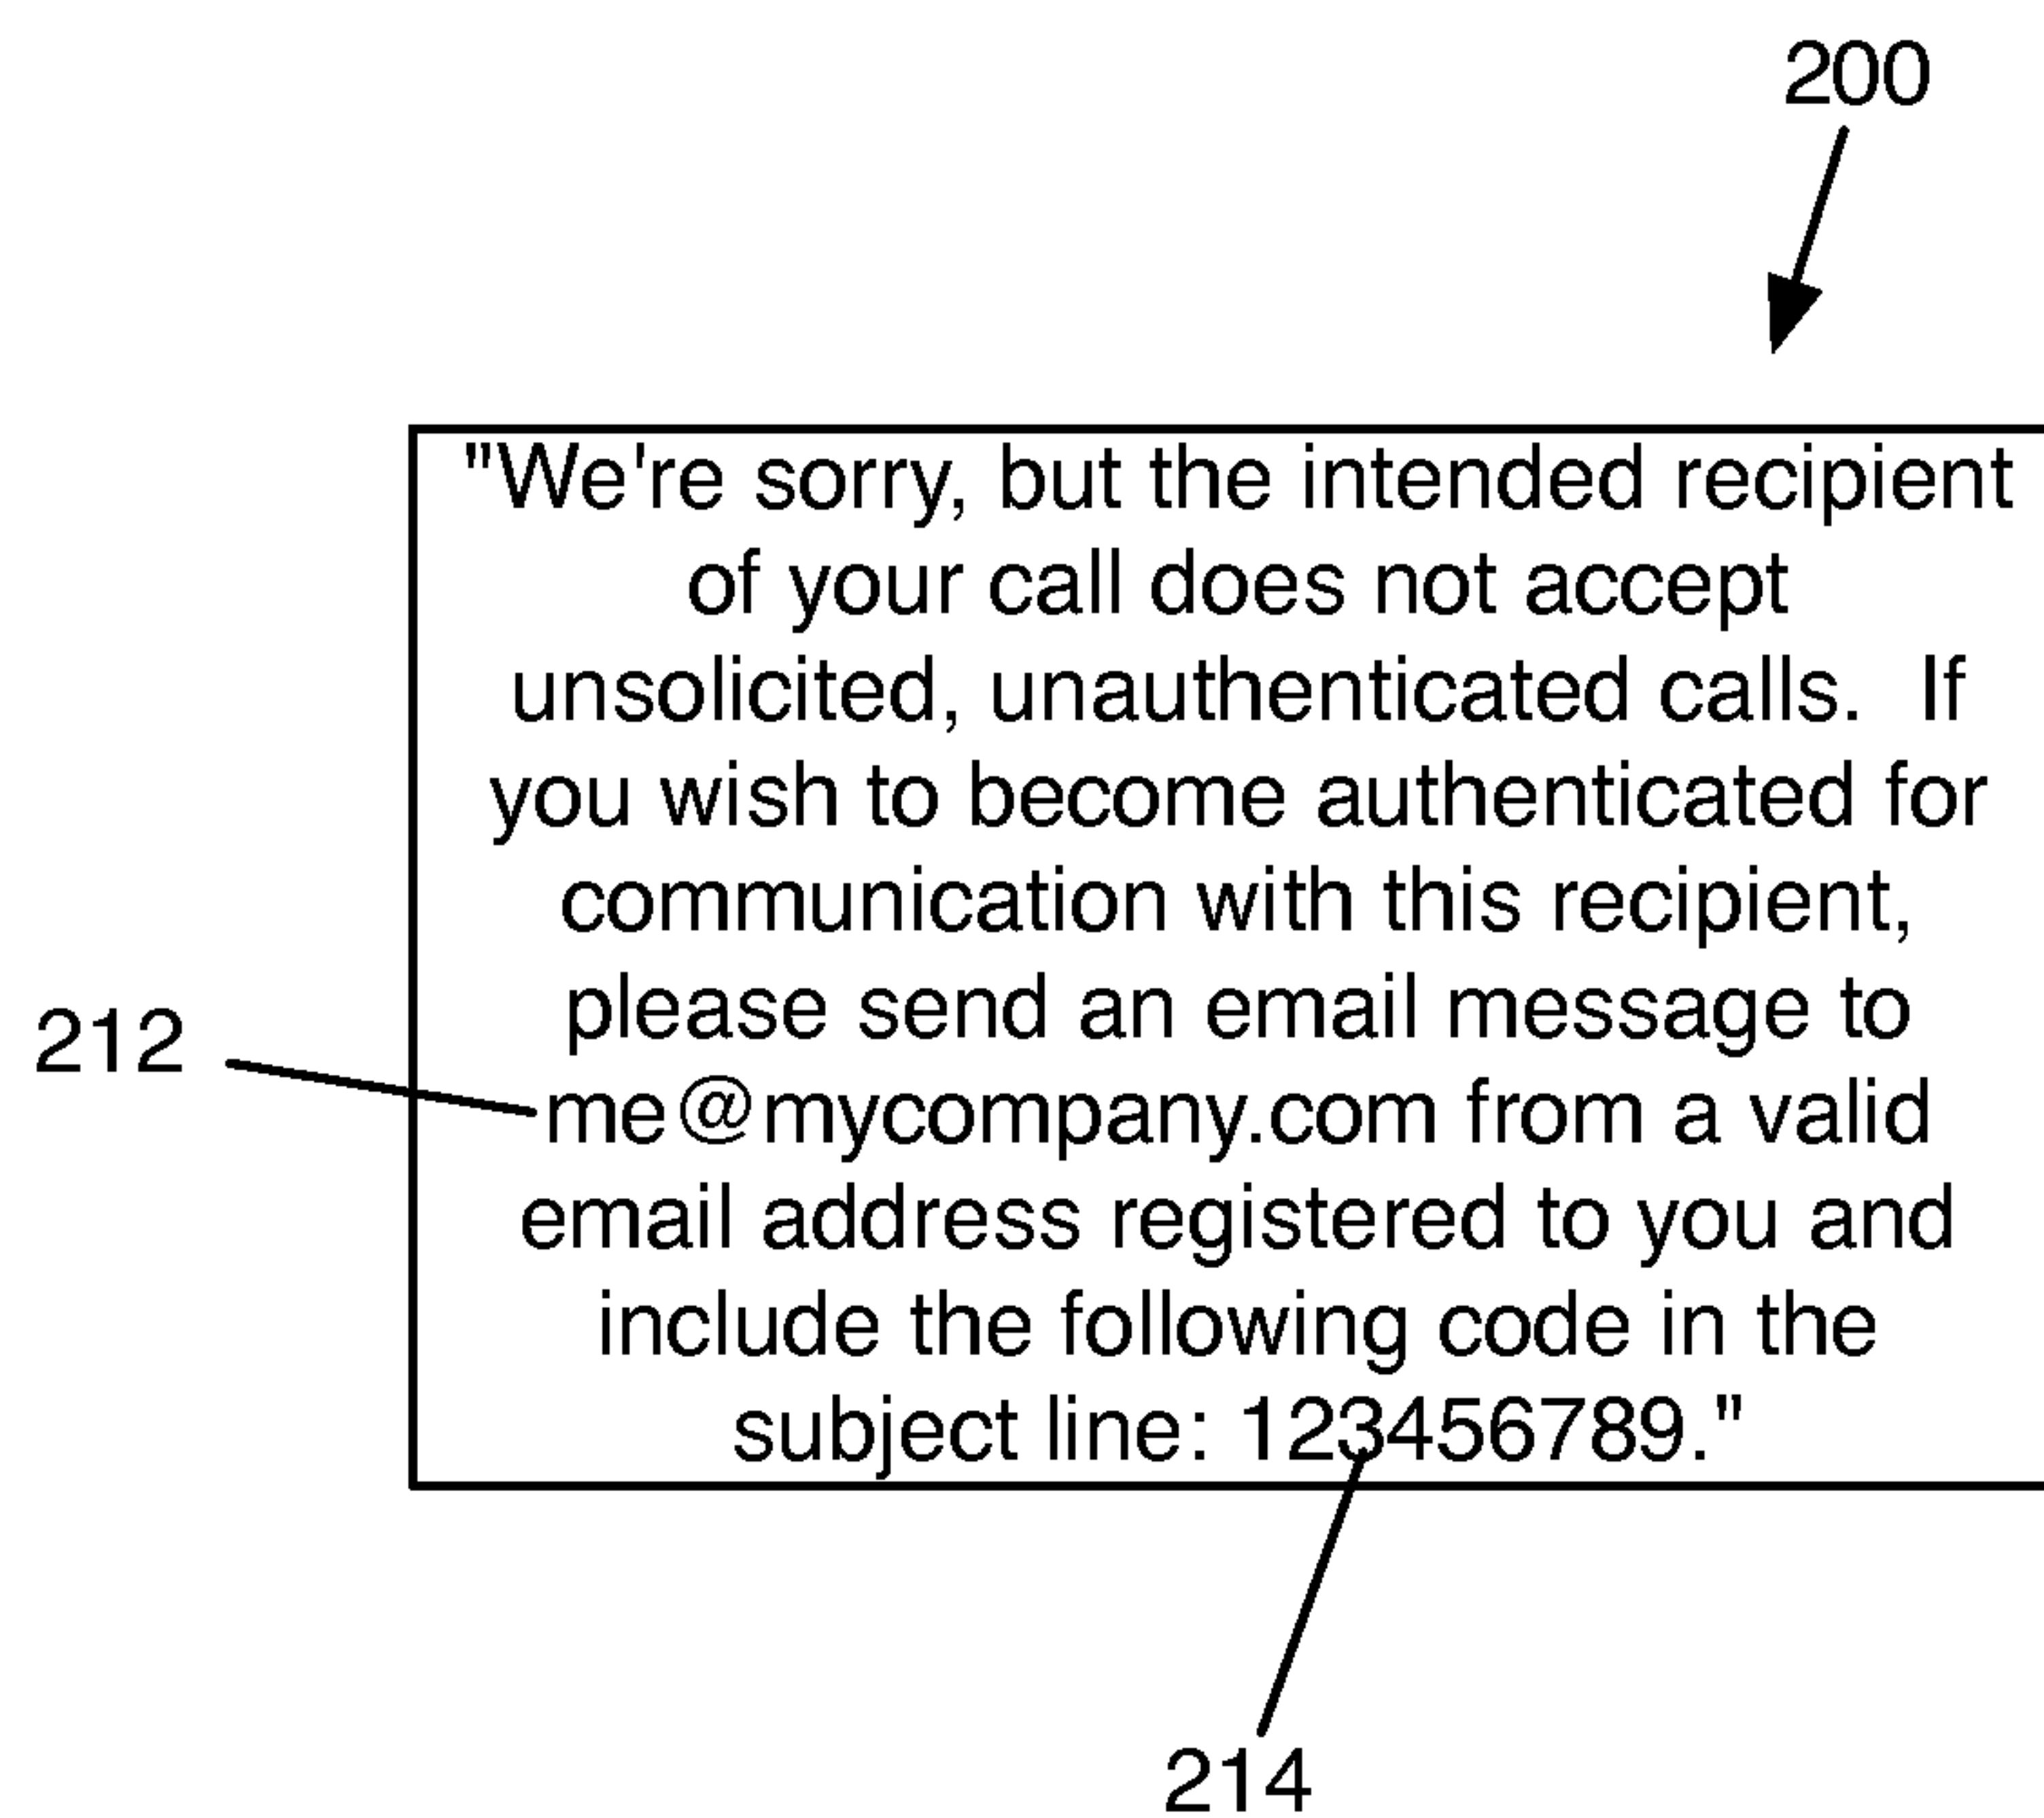 200
"We're sorry, but the intended recipient
of your call does not accept
unsolicited, unauthenticated calls.  If
you wish to become authenticated for
communication with this recipient,
please send an email message to
212
me@mycompany.com from a valid
email address registered to you and
include the following code in the
subject line: 123456789."
214